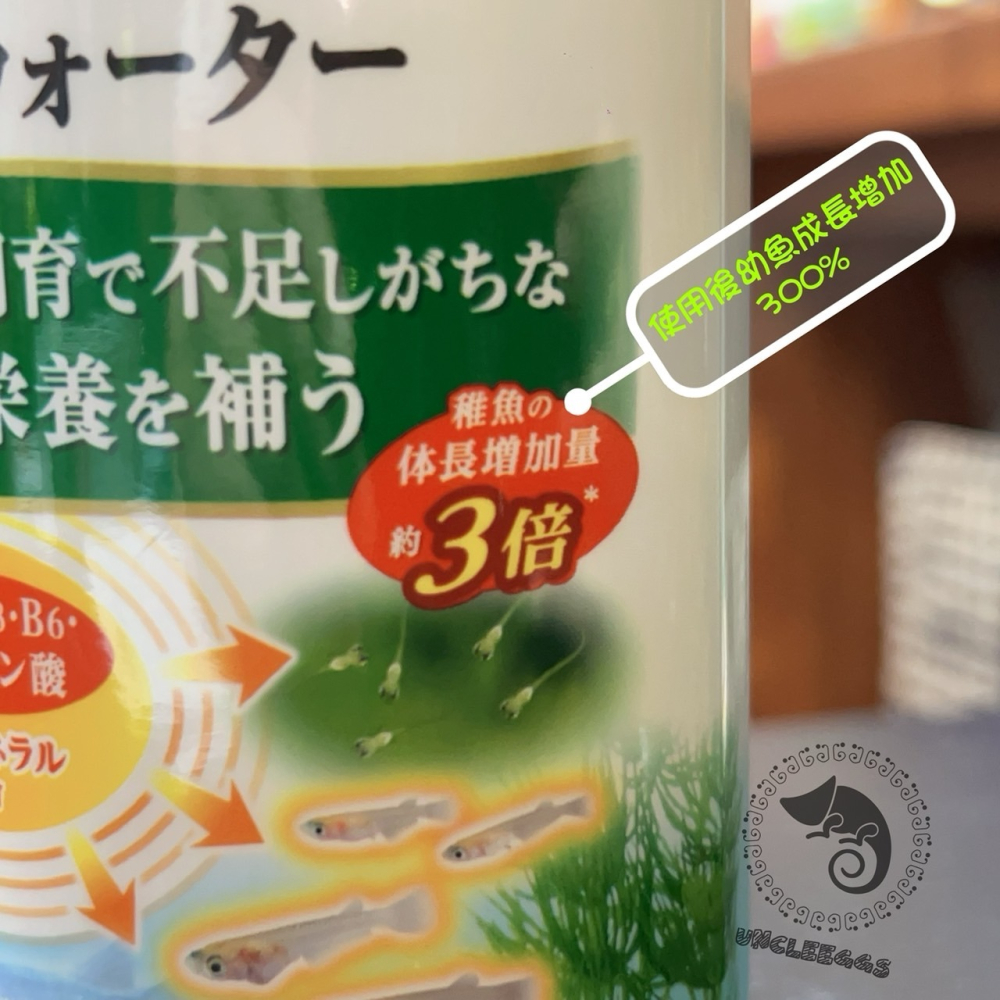 ォーター
育で不足しがちな
栄養を補う
使用後幼魚成長增加
300%
稚魚の
体長増加量
約3倍*
B6・
ン酸
ラル
UNCLEEGGS